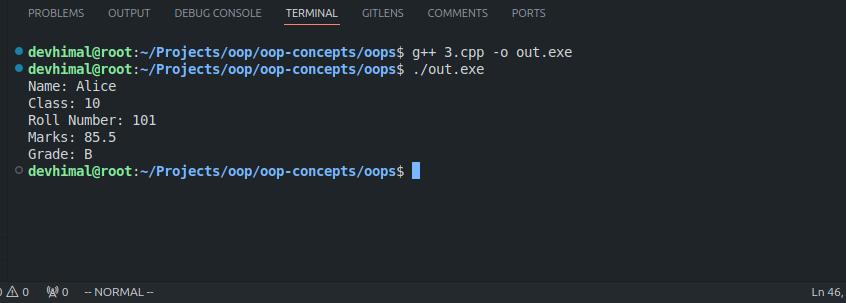 PROBLEMS OUTPUT DEBUG CONSOLE TERMINAL GITLENS COMMENTS PORTS
devhimal@root:~/Projects/oop/oop-concepts/oops$ g++ 3.cpp -o out.exe
devhimal@root:~/Projects/oop/oop-concepts/oops$ ./out.exe
Name: Alice
Class: 10
Roll Number: 101
Marks: 85.5
Grade: B
devhimal@root:~/Projects/oop/oop-concepts/oops$
0 0 0 -- NORMAL -- Ln 46,